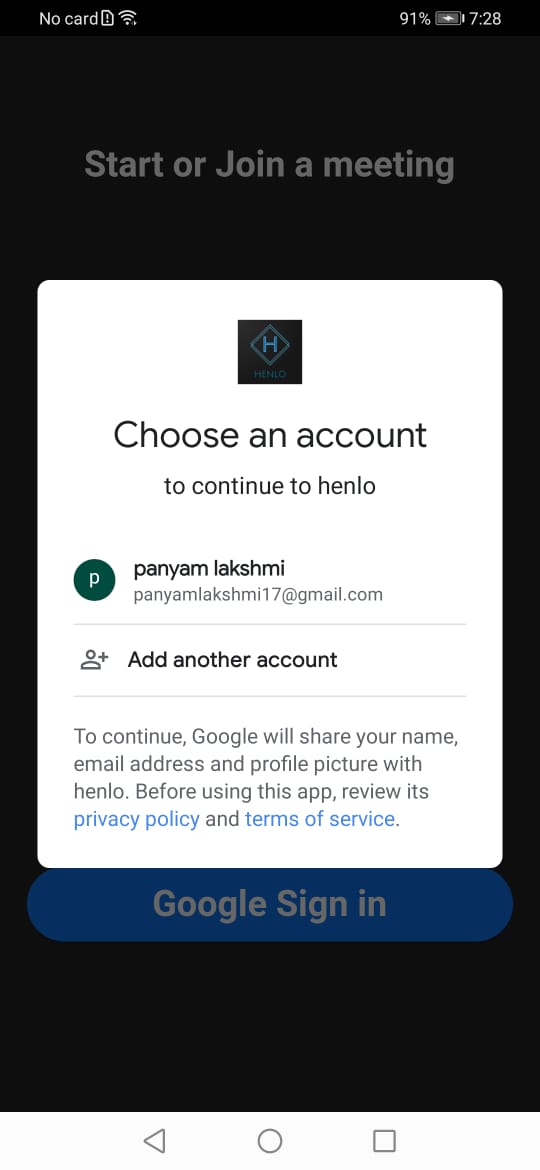 No card
91% 7:28
Start or Join a meeting
H
HENLO
Choose an account
to continue to henlo
p
panyam lakshmi
panyamlakshmi17@gmail.com
Add another account
To continue, Google will share your name,
email address and profile picture with
henlo. Before using this app, review its
privacy policy and terms of service.
Google Sign in